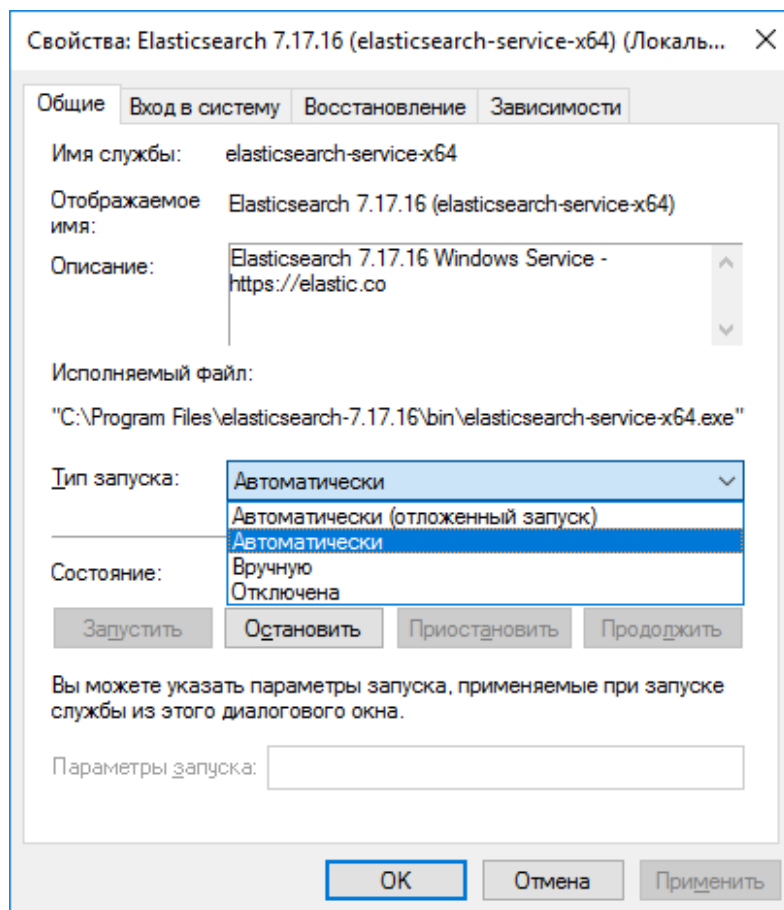 Свойства: Elasticsearch 7.17.16 (elasticsearch-service-x64) (Локаль...
Общие
Вход в систему
Восстановление
Зависимости
Имя службы:
elasticsearch-service-x64
Отображаемое
имя:
Elasticsearch 7.17.16 (elasticsearch-service-x64)
Описание:
Elasticsearch 7.17.16 Windows Service -
https://elastic.co
Исполняемый файл:
"C:\Program Files\elasticsearch-7.17.16\bin\elasticsearch-service-x64.exe"
Тип запуска:
Автоматически
Автоматически (отложенный запуск)
Автоматически
Вручную
Отключена
Состояние:
Запустить
Остановить
Приостановить
Продолжить
Вы можете указать параметры запуска, применяемые при запуске
службы из этого диалогового окна.
Параметры запуска:
OK
Отмена
Применить